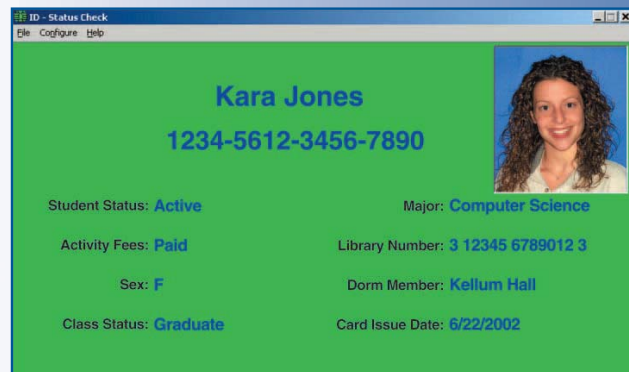 ID - Status Check
File Configure Help
Kara Jones
1234-5612-3456-7890
Student Status: Active
Major: Computer Science
Activity Fees: Paid
Library Number: 3 12345 6789012 3
Sex: F
Dorm Member: Kellum Hall
Class Status: Graduate
Card Issue Date: 6/22/2002